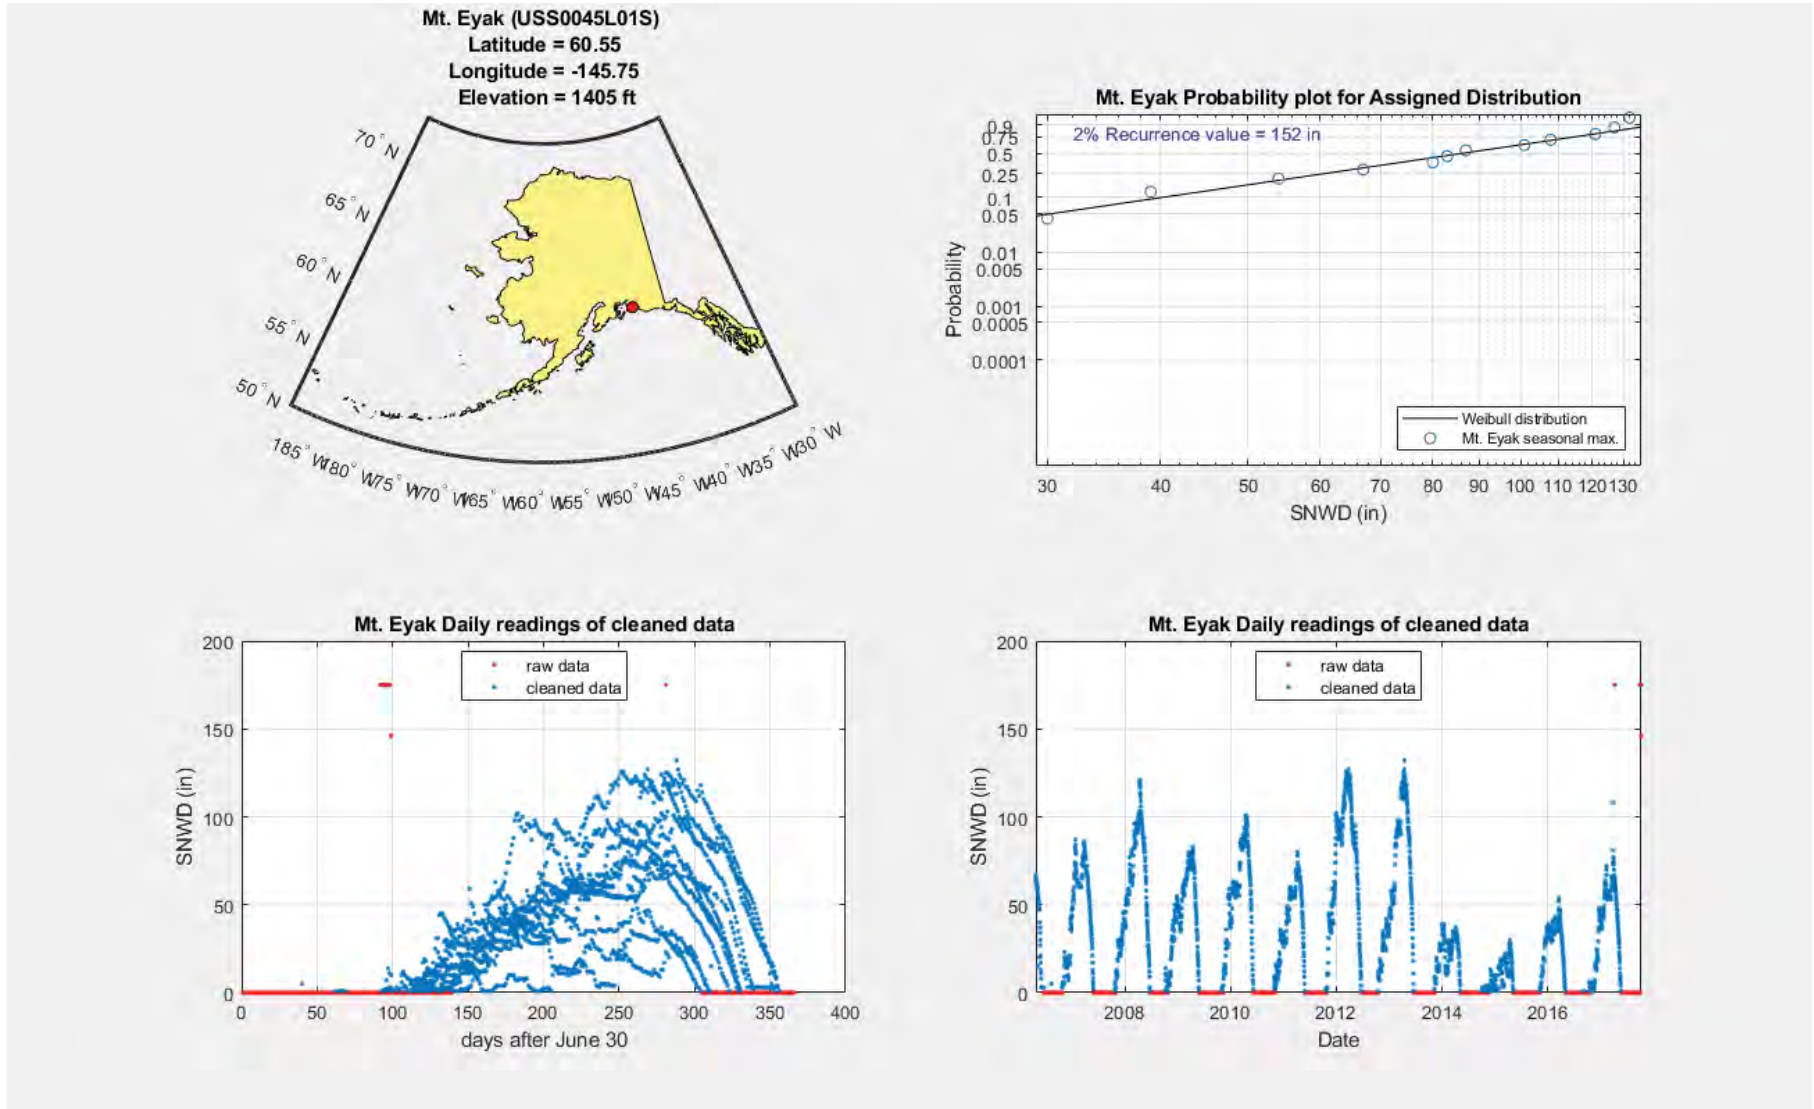 Mt. Eyak (USS0045L01S)
Latitude = 60.55
Longitude = -145.75
Elevation = 1405 ft
70° N
65° N
60° N
55° N
50° N
185° W
180° W
175° W
170° W
165° W
160° W
155° W
150° W
145° W
140° W
135° W
130° W
Mt. Eyak Probability plot for Assigned Distribution
2% Recurrence value = 152 in
0.9
0.75
0.5
0.25
0.1
0.05
0.01
0.005
0.001
0.0005
0.0001
Probability
Weibull distribution
Mt. Eyak seasonal max.
30 40 50 60 70 80 90 100 110 120 130
SNWD (in)
Mt. Eyak Daily readings of cleaned data
raw data
cleaned data
200
150
100
50
0
SNWD (in)
0 50 100 150 200 250 300 350 400
days after June 30
Mt. Eyak Daily readings of cleaned data
raw data
cleaned data
200
150
100
50
0
SNWD (in)
2008 2010 2012 2014 2016
Date